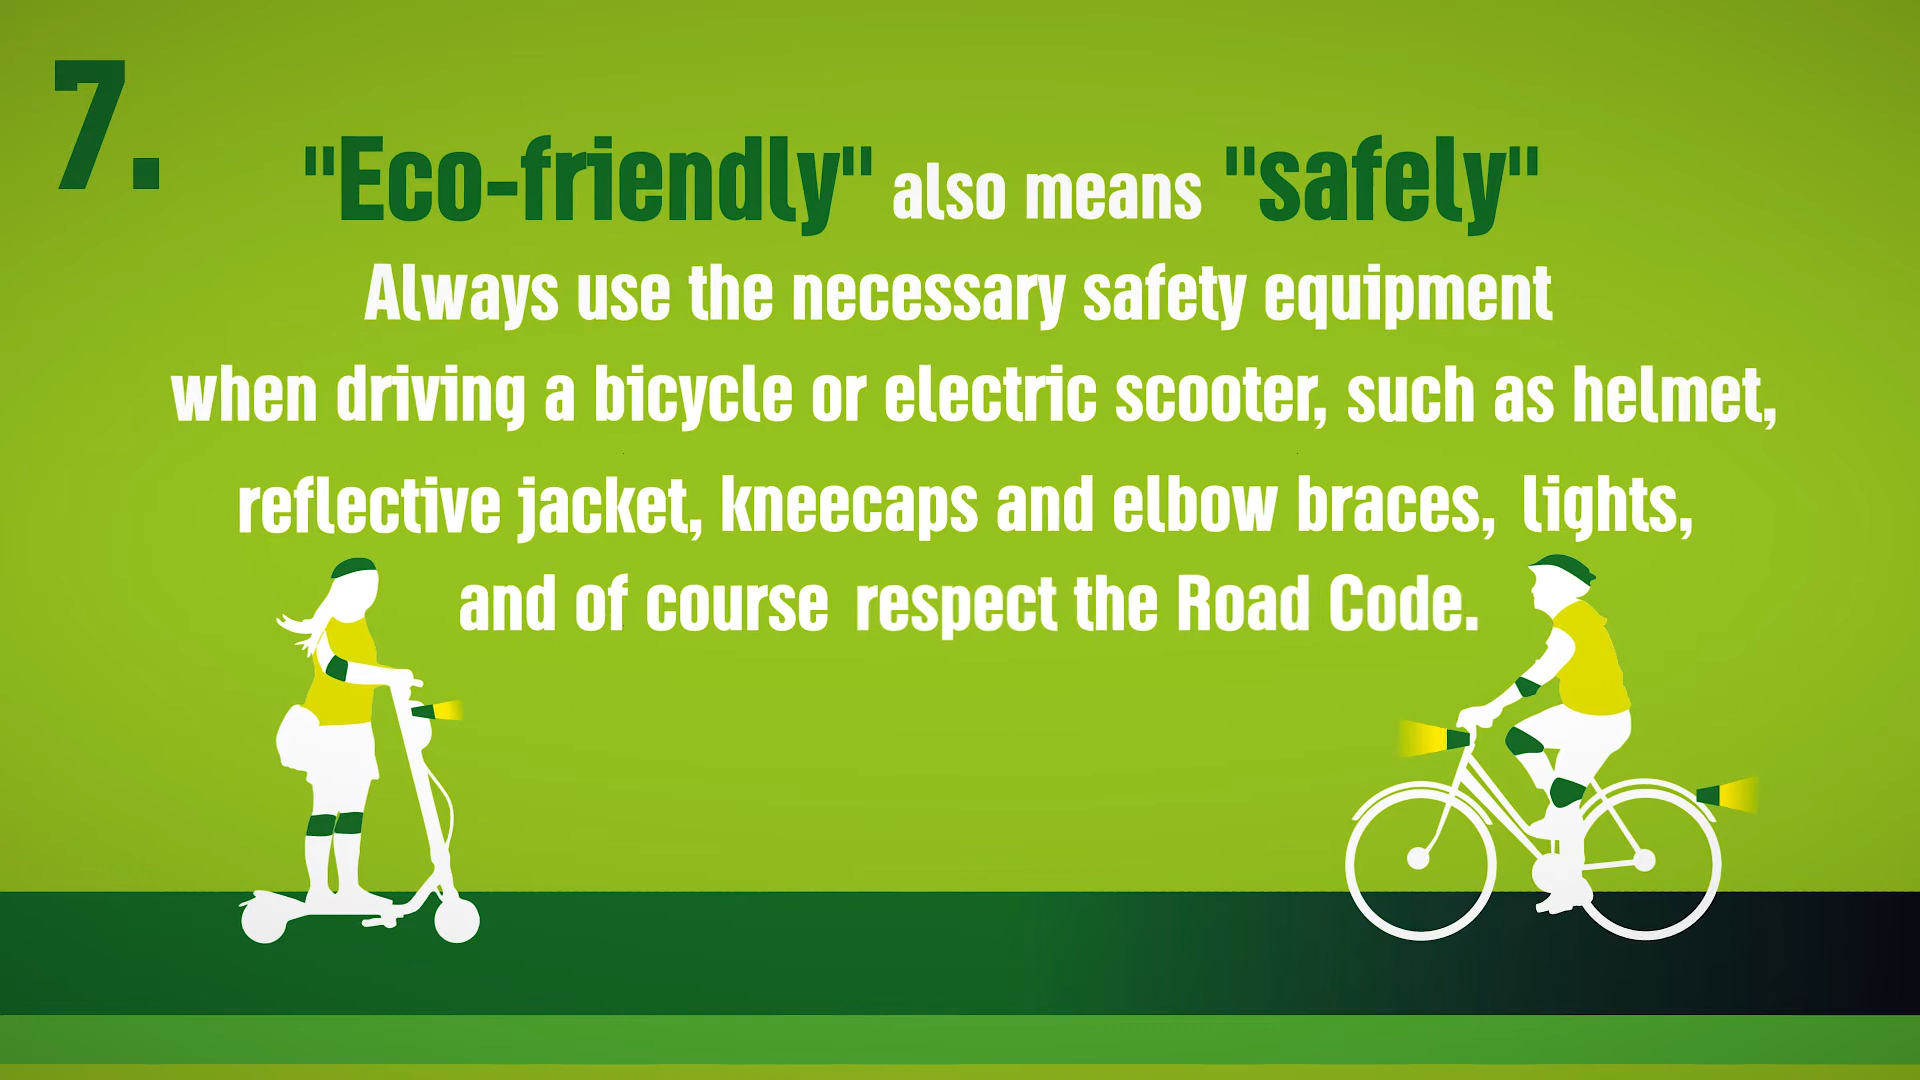 7.
"Eco-friendly" also means "safely"
Always use the necessary safety equipment
when driving a bicycle or electric scooter, such as helmet,
reflective jacket, kneecaps and elbow braces, lights,
and of course respect the Road Code.